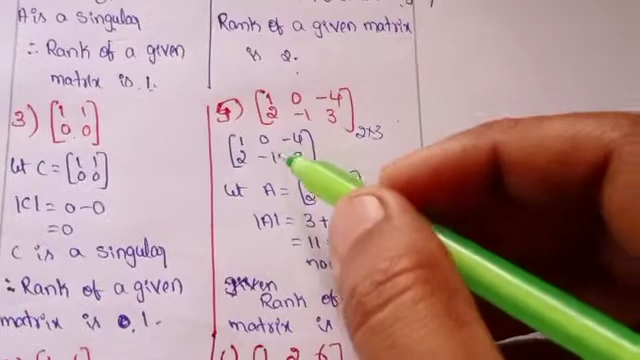 A is a singular
∴ Rank of a given
matrix is 1.
3) [1 1
0 0]
let C = [1 1
0 0]
|C| = 0-0
=0
C is a singular
∴ Rank of a given
matrix is 1.
Rank of a given matrix
is 2.
[1 0 -4
2 -1 3] 2×3
[1 0 -4
2 -1
let A = [
2
|A| = 3+
= 11
given
Rank of
matrix is